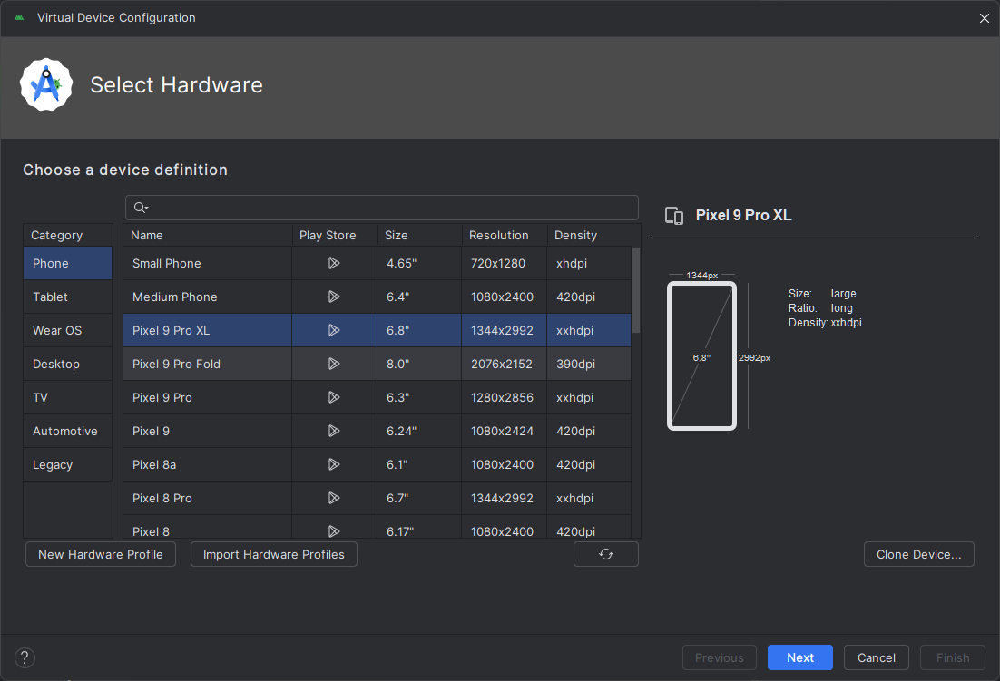 Virtual Device Configuration
Select Hardware
Choose a device definition
Category
Phone
Tablet
Wear OS
Desktop
TV
Automotive
Legacy
Name Play Store Size Resolution Density
Small Phone 4.65" 720x1280 xhdpi
Medium Phone 6.4" 1080x2400 420dpi
Pixel 9 Pro XL 6.8" 1344x2992 xxhdpi
Pixel 9 Pro Fold 8.0" 2076x2152 390dpi
Pixel 9 Pro 6.3" 1280x2856 xxhdpi
Pixel 9 6.24" 1080x2424 420dpi
Pixel 8a 6.1" 1080x2400 420dpi
Pixel 8 Pro 6.7" 1344x2992 xxhdpi
Pixel 8 6.17" 1080x2400 420dpi
New Hardware Profile Import Hardware Profiles
Pixel 9 Pro XL
1344px
6.8"
2992px
Size: large
Ratio: long
Density: xxhdpi
Clone Device...
? Previous Next Cancel Finish